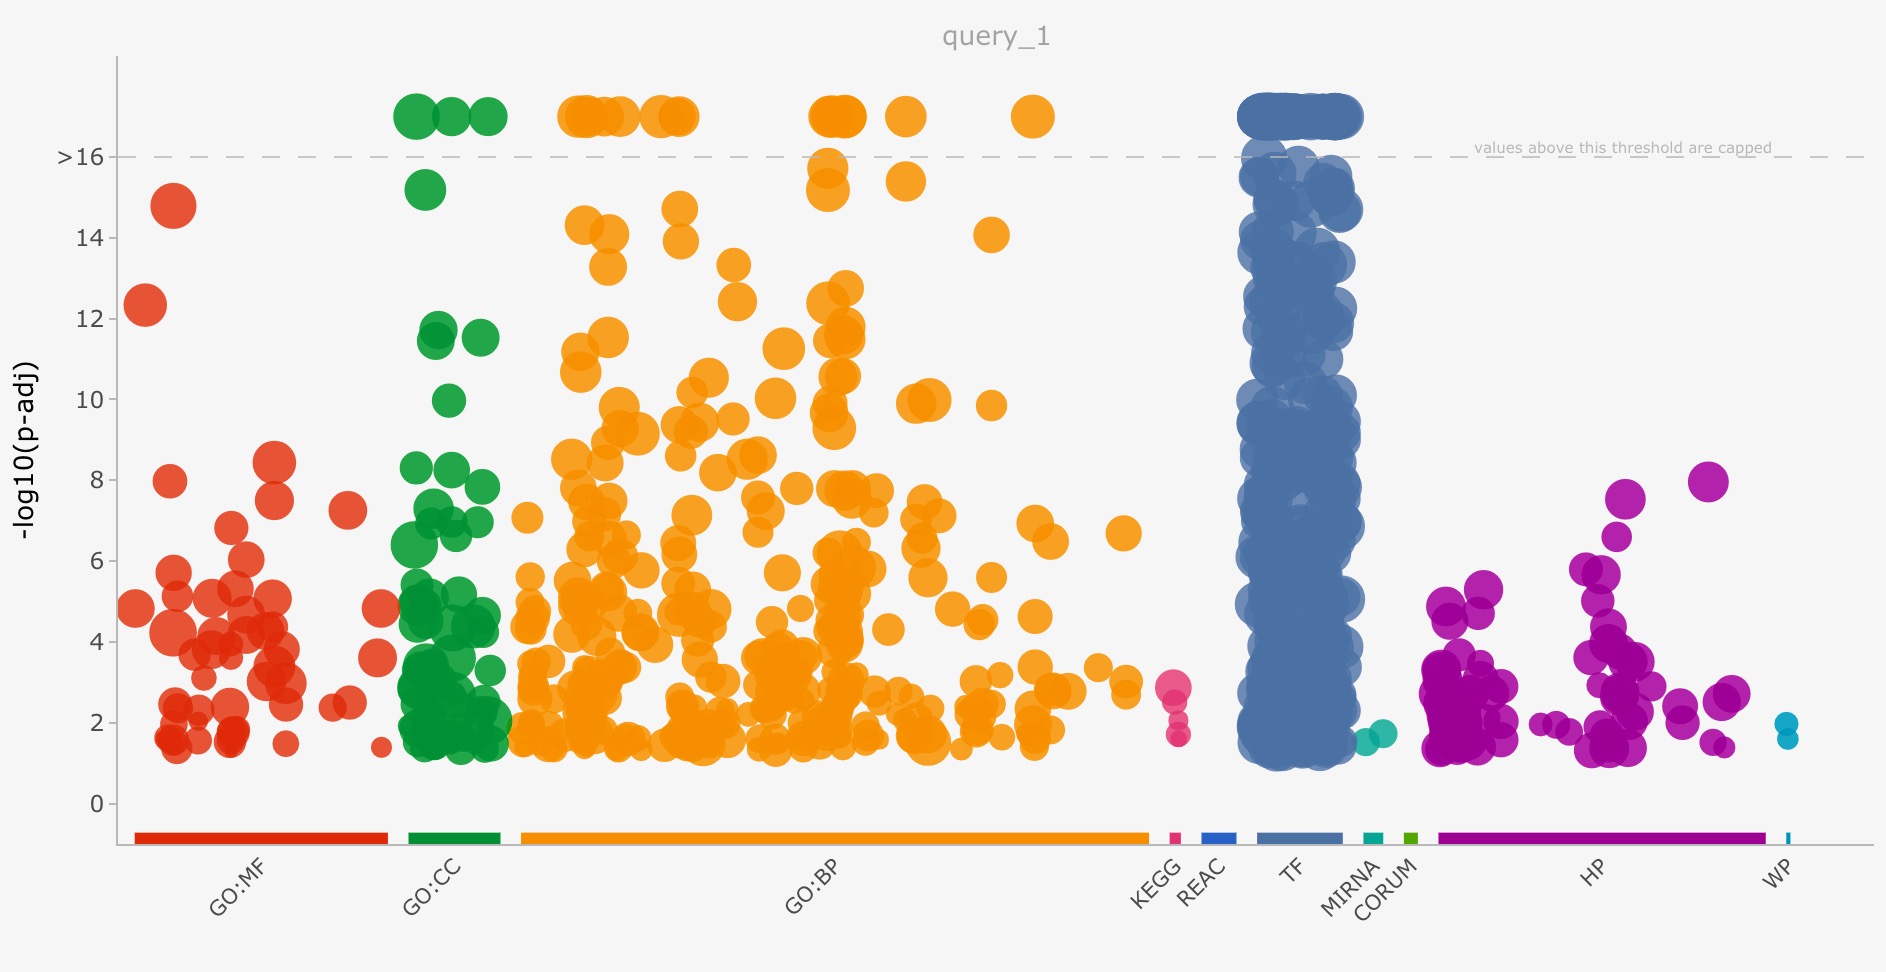 query_1
>16
values above this threshold are capped
14
12
10
8
6
4
2
0
-log10(p-adj)
GO:MF
GO:CC
GO:BP
KEGG
REAC
TF
MIRNA
CORUM
HP
WP